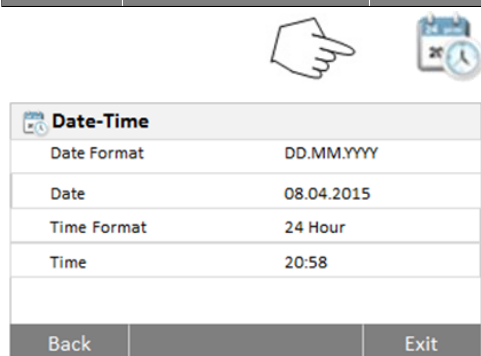 Date-Time
Date Format DD.MM.YYYY
Date 08.04.2015
Time Format 24 Hour
Time 20:58
Back Exit